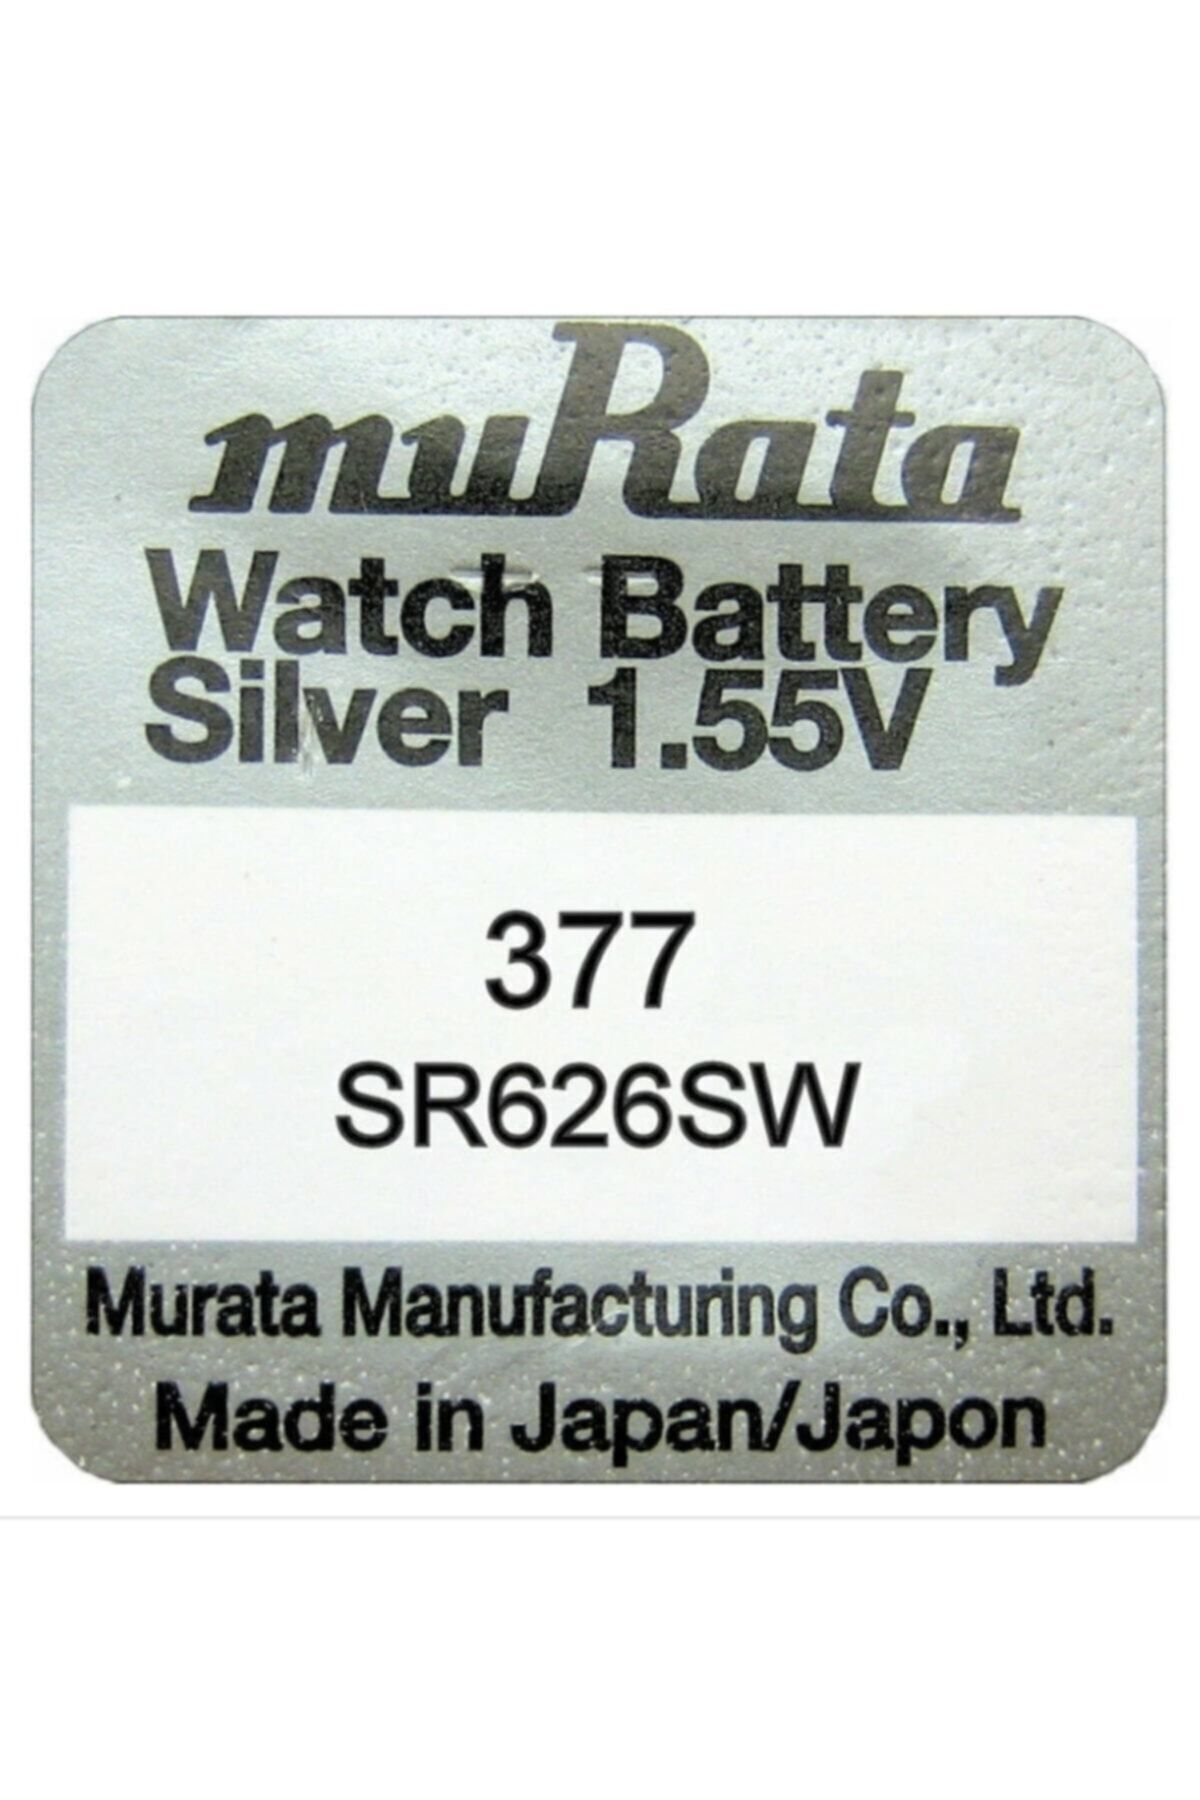 muRata
Watch Battery
Silver 1.55V
377
SR626SW
Murata Manufacturing Co., Ltd.
Made in Japan/Japon